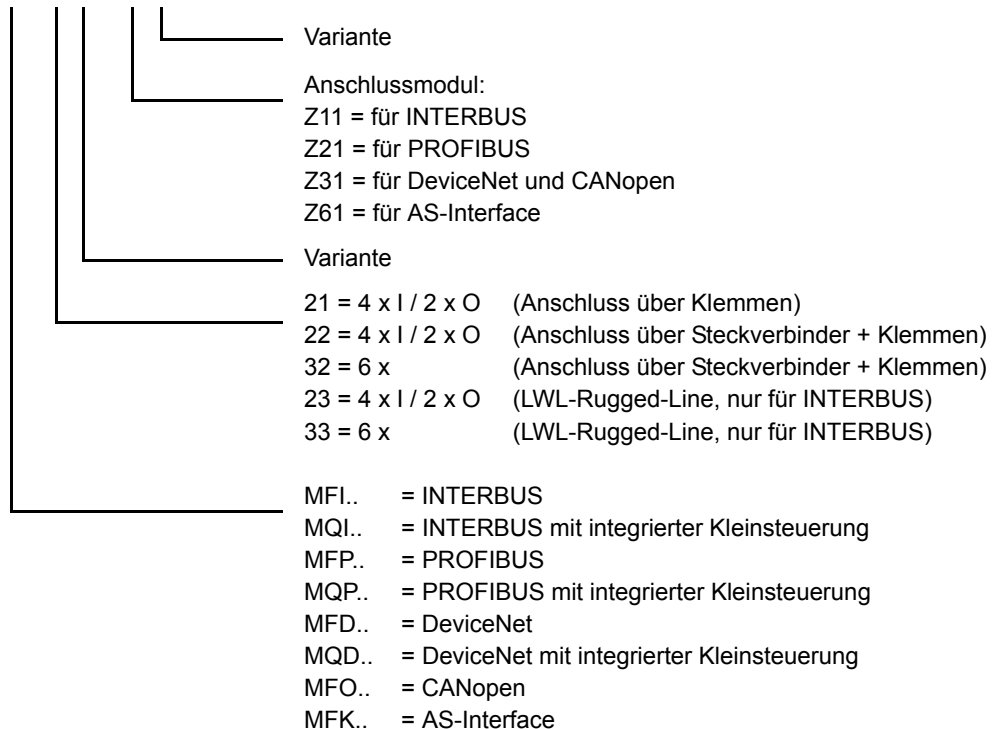 Variante
Anschlussmodul:
Z11 = für INTERBUS
Z21 = für PROFIBUS
Z31 = für DeviceNet und CANopen
Z61 = für AS-Interface
Variante
21 = 4 x I / 2 x O (Anschluss über Klemmen)
22 = 4 x I / 2 x O (Anschluss über Steckverbinder + Klemmen)
32 = 6 x (Anschluss über Steckverbinder + Klemmen)
23 = 4 x I / 2 x O (LWL-Rugged-Line, nur für INTERBUS)
33 = 6 x (LWL-Rugged-Line, nur für INTERBUS)
MFI.. = INTERBUS
MQI.. = INTERBUS mit integrierter Kleinsteuerung
MFP.. = PROFIBUS
MQP.. = PROFIBUS mit integrierter Kleinsteuerung
MFD.. = DeviceNet
MQD.. = DeviceNet mit integrierter Kleinsteuerung
MFO.. = CANopen
MFK.. = AS-Interface